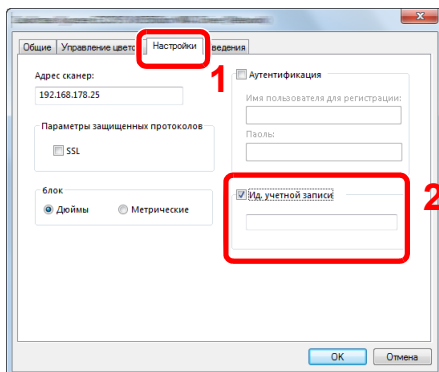 Общие
Управление цвето
Настройки
ведения
1
Адрес сканер:
192.168.178.25
Параметры защищенных протоколов
SSL
блок
Дюймы
Метрические
Аутентификация
Имя пользователя для регистрации:
Паоль:
Ид. учетной записи
2
OK
Отмена